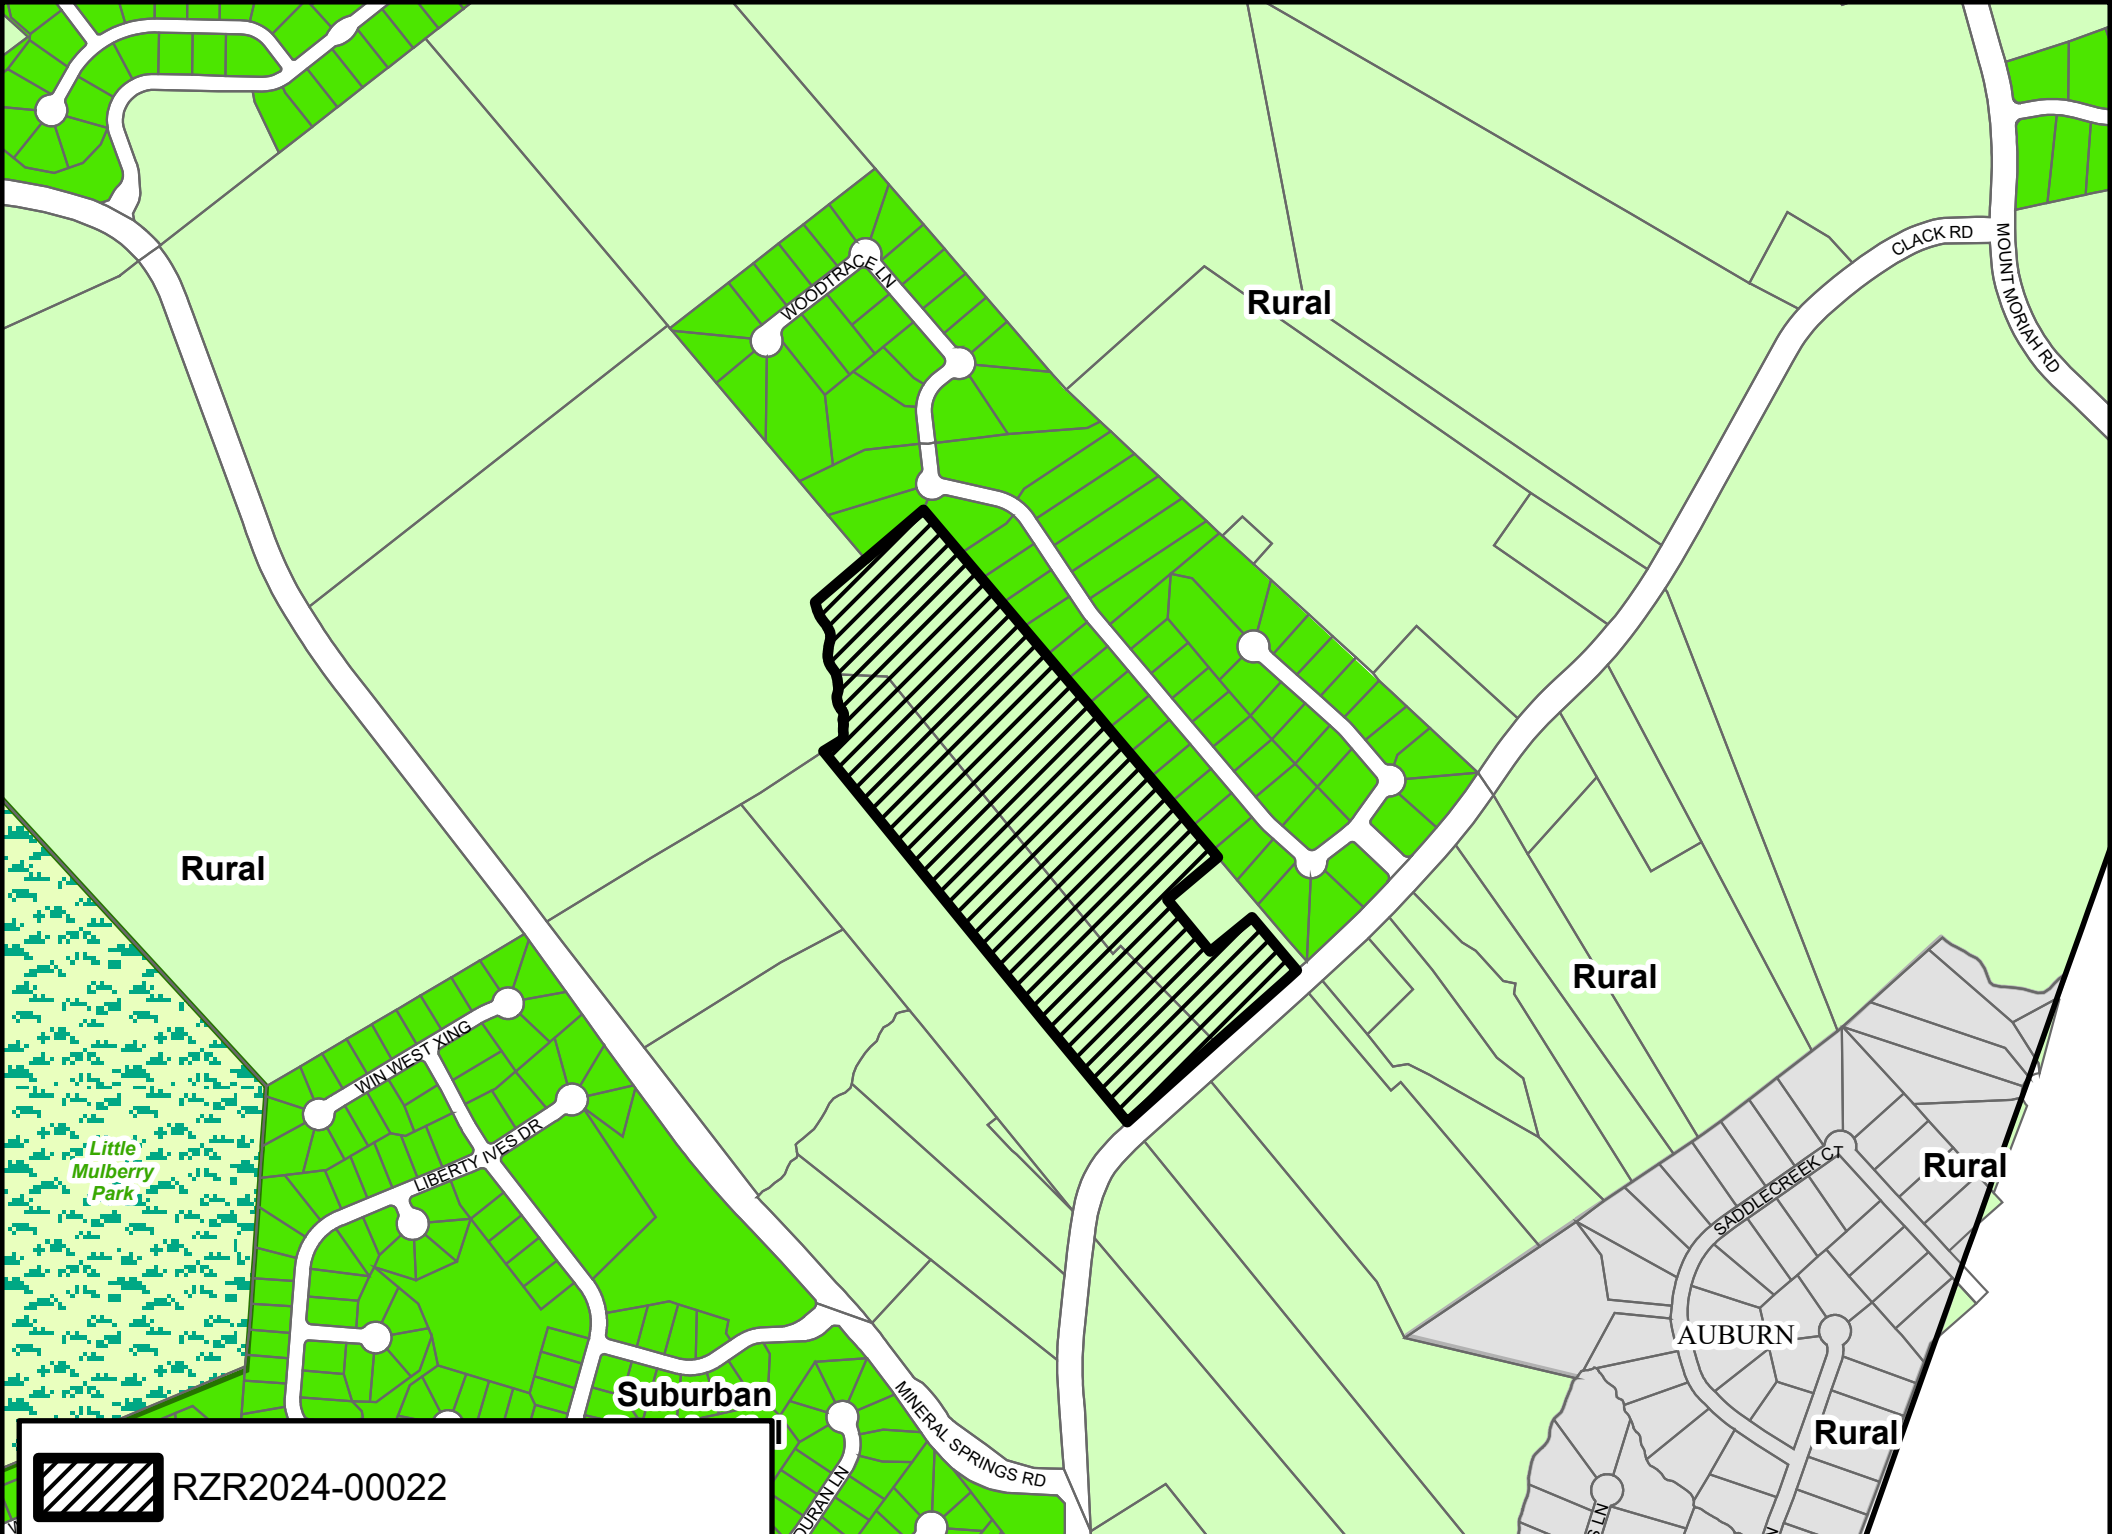 CLACK RD
MOUNT MORIAH RD
WOODTRACE LN
Rural
Rural
Rural
WIN WEST XING
LIBERTY IVES DR
Little
Mulberry
Park
Rural
SADDLECREEK CT
AUBURN
Suburban
MINERAL SPRINGS RD
Rural
RZR2024-00022